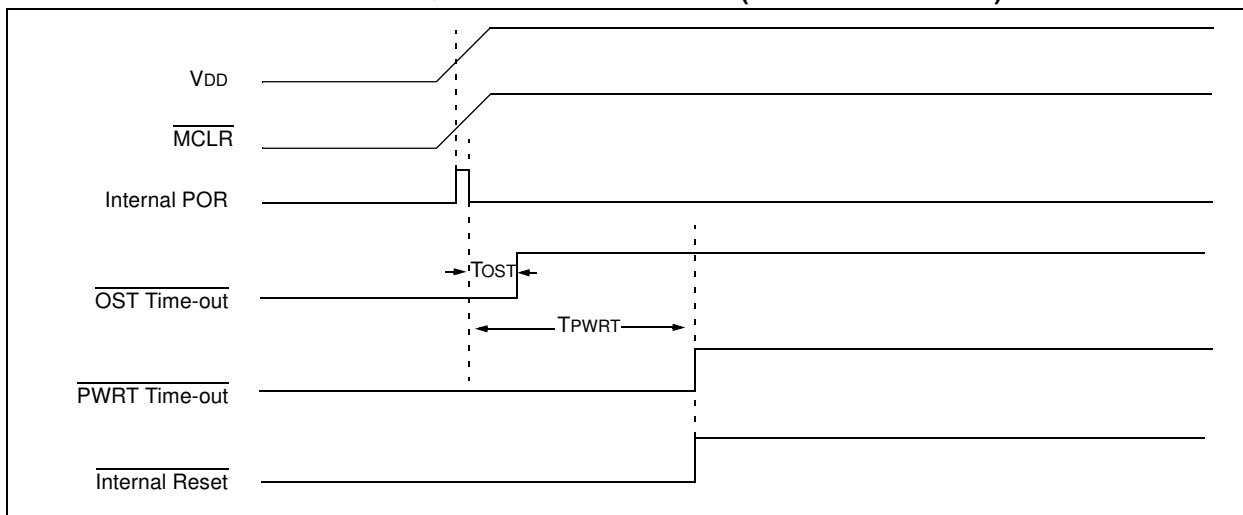 VDD
MCLR
Internal POR
TOST
OST Time-out
TPWRT
PWRT Time-out
Internal Reset